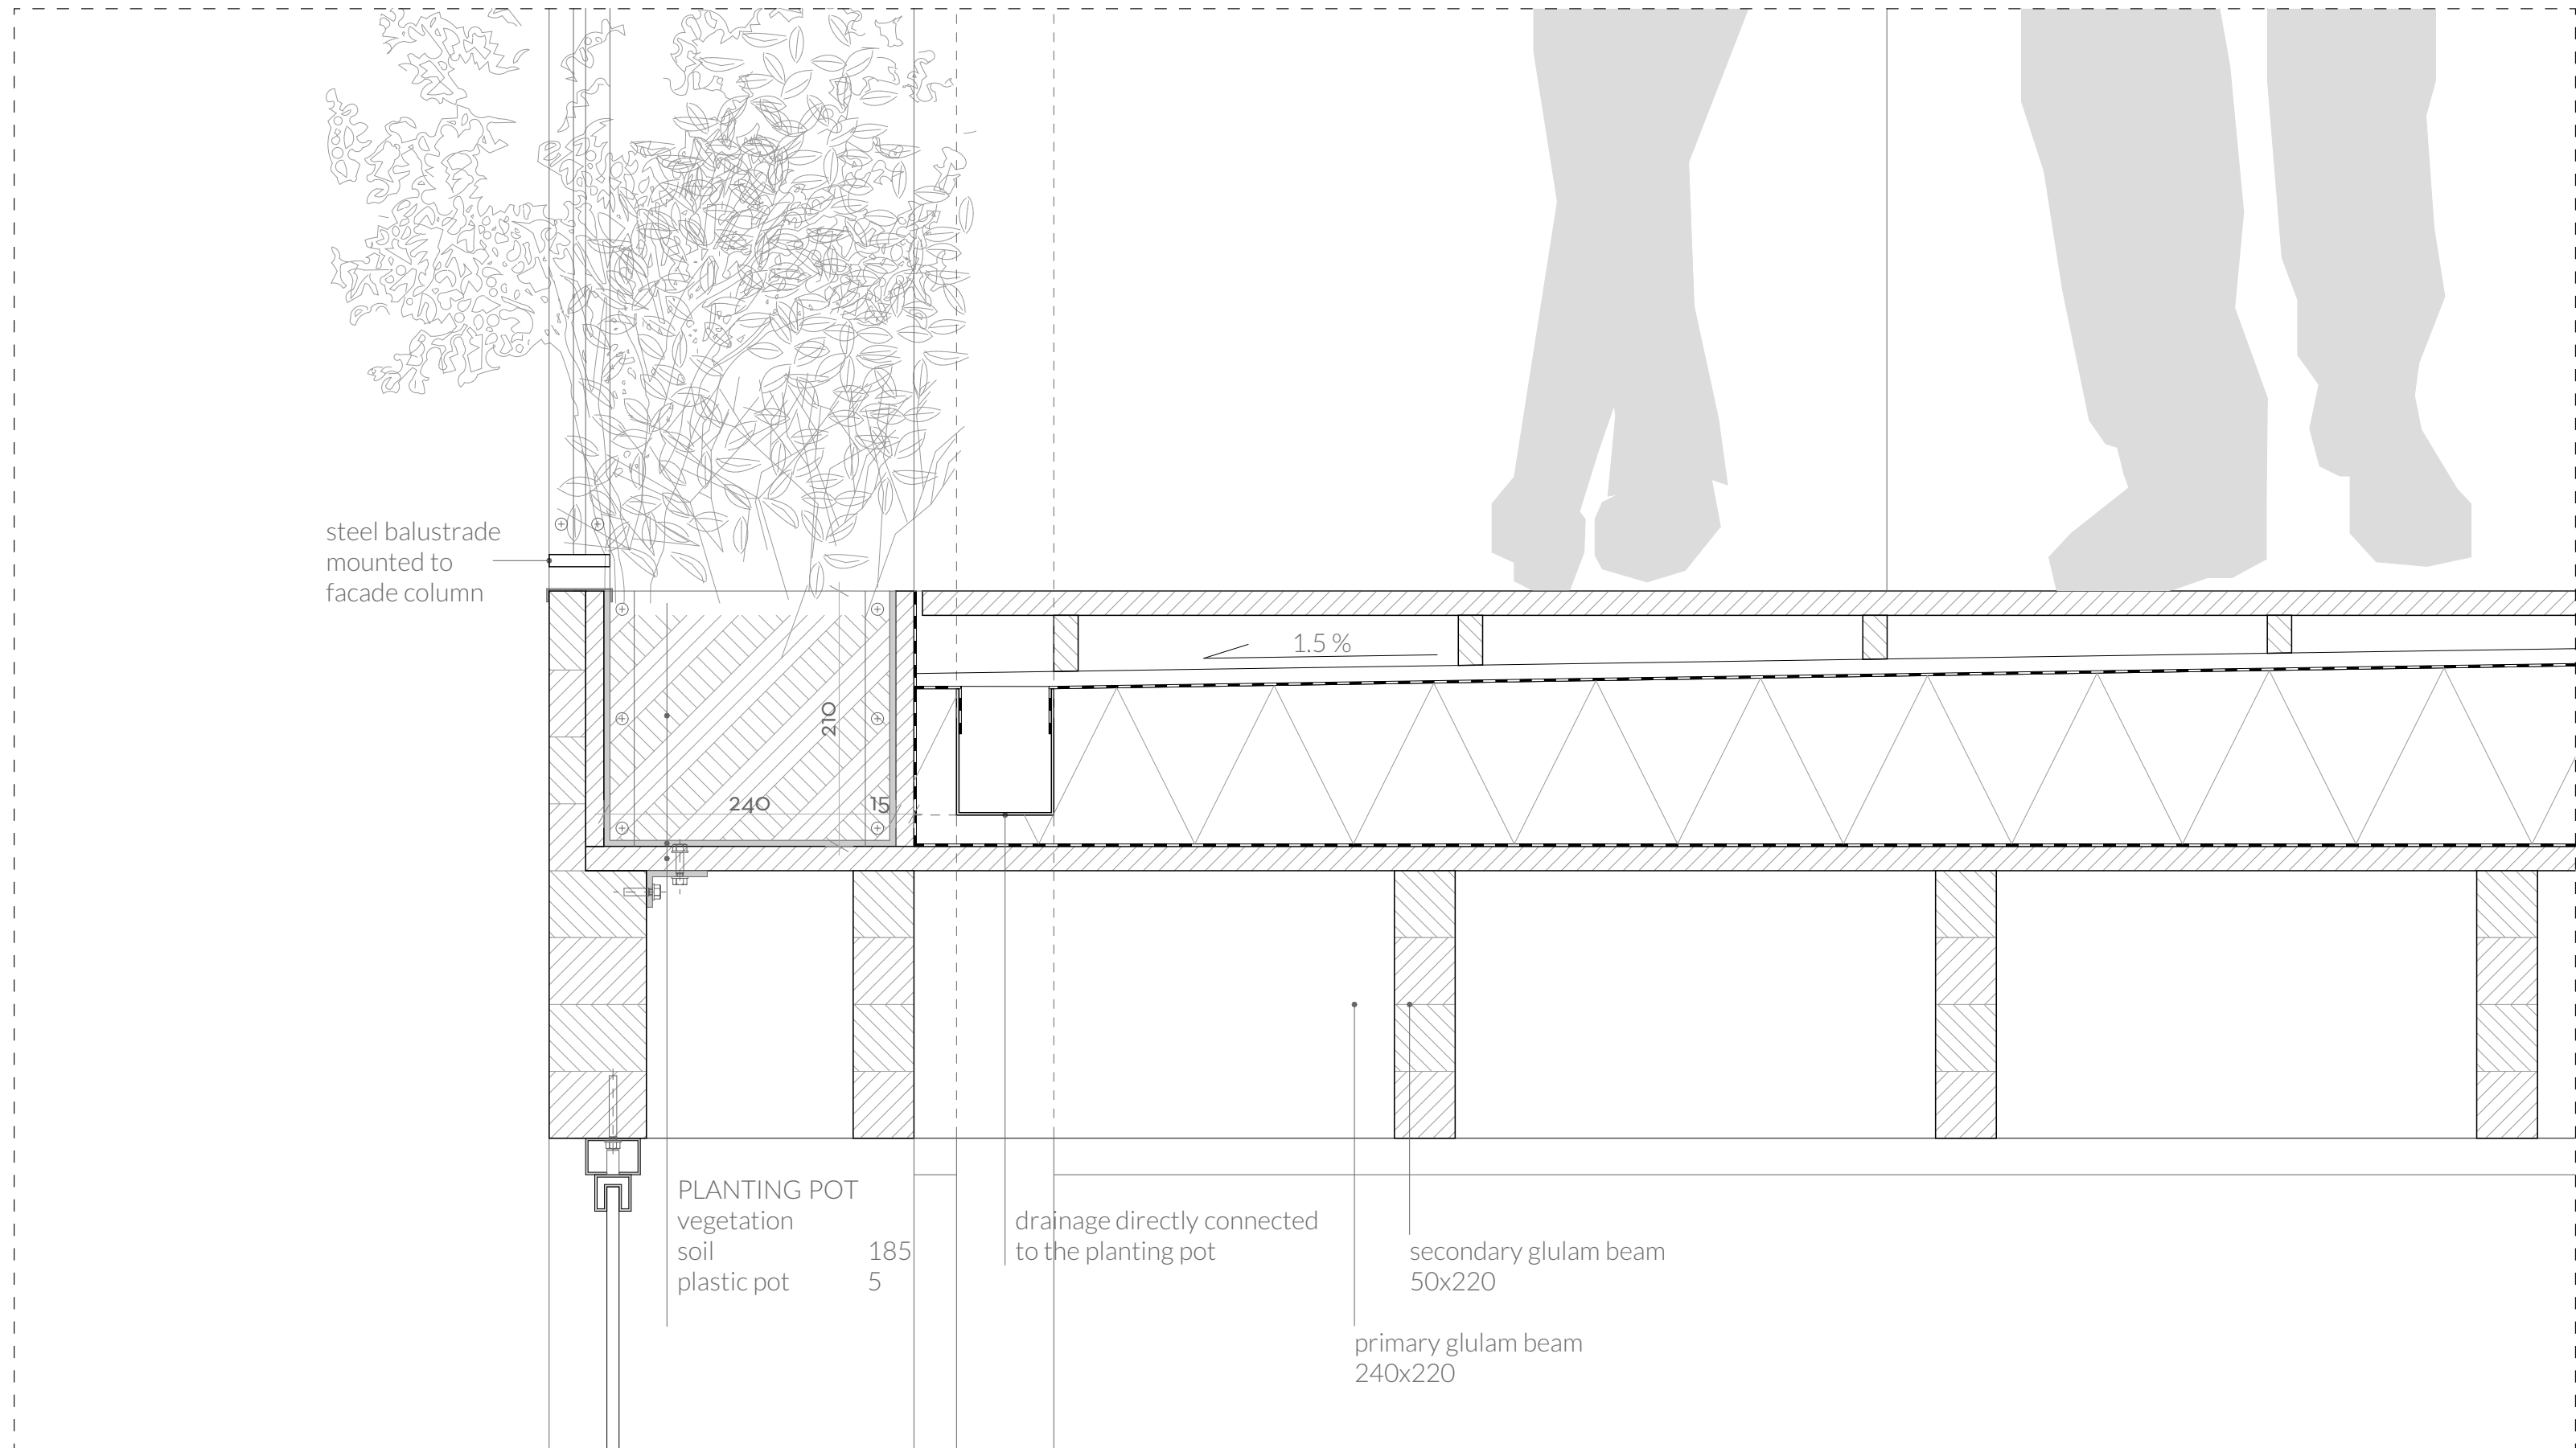 steel balustrade
mounted to
facade column
1.5 %
210
240
15
PLANTING POT
vegetation
soil 185
plastic pot 5
drainage directly connected
to the planting pot
secondary glulam beam
50x220
primary glulam beam
240x220